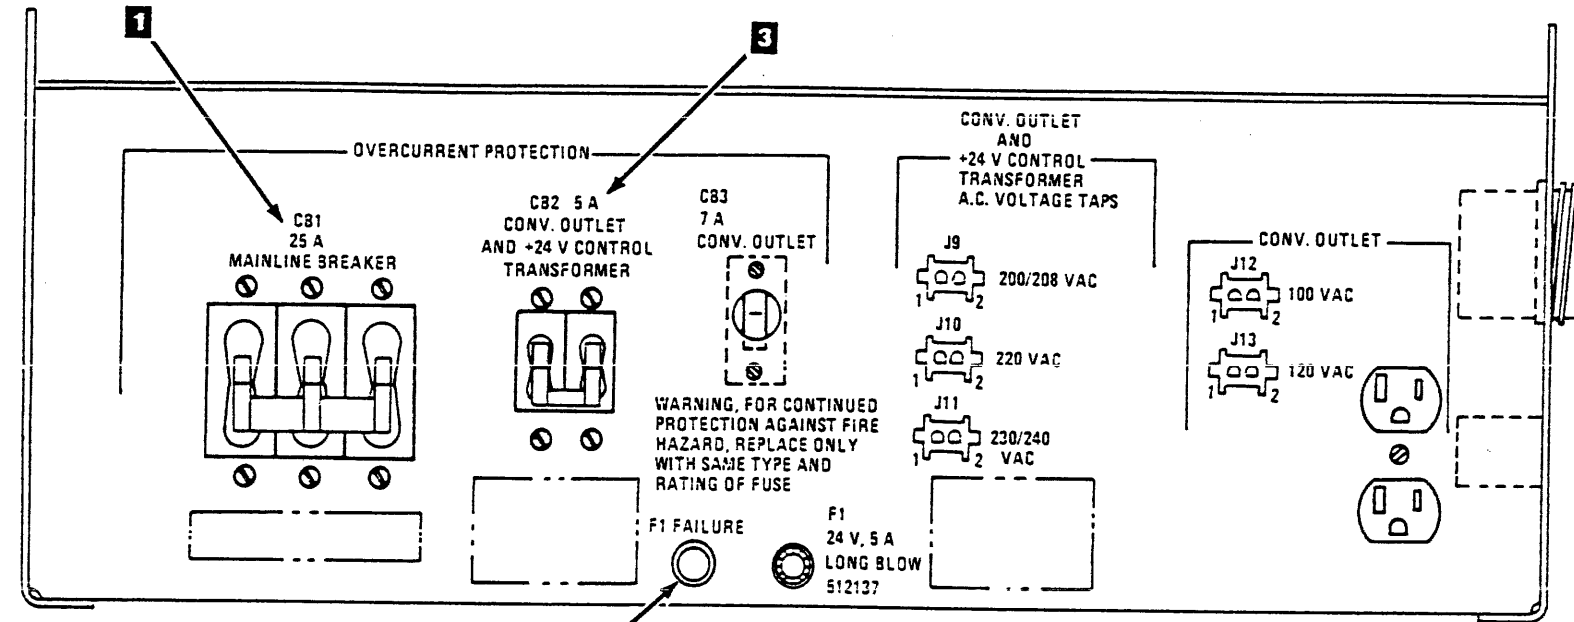 1
3
OVERCURRENT PROTECTION
CB1
25 A
MAINLINE BREAKER
CB2 5 A
CONV. OUTLET
AND +24 V CONTROL
TRANSFORMER
CB3
7 A
CONV. OUTLET
WARNING, FOR CONTINUED
PROTECTION AGAINST FIRE
HAZARD, REPLACE ONLY
WITH SAME TYPE AND
RATING OF FUSE
F1 FAILURE
F1
24 V, 5 A
LONG BLOW
512137
CONV. OUTLET
AND
+24 V CONTROL
TRANSFORMER
A.C. VOLTAGE TAPS
J9
1 2
200/208 VAC
J10
1 2
220 VAC
J11
1 2
230/240
VAC
CONV. OUTLET
J12
1 2
100 VAC
J13
1 2
120 VAC